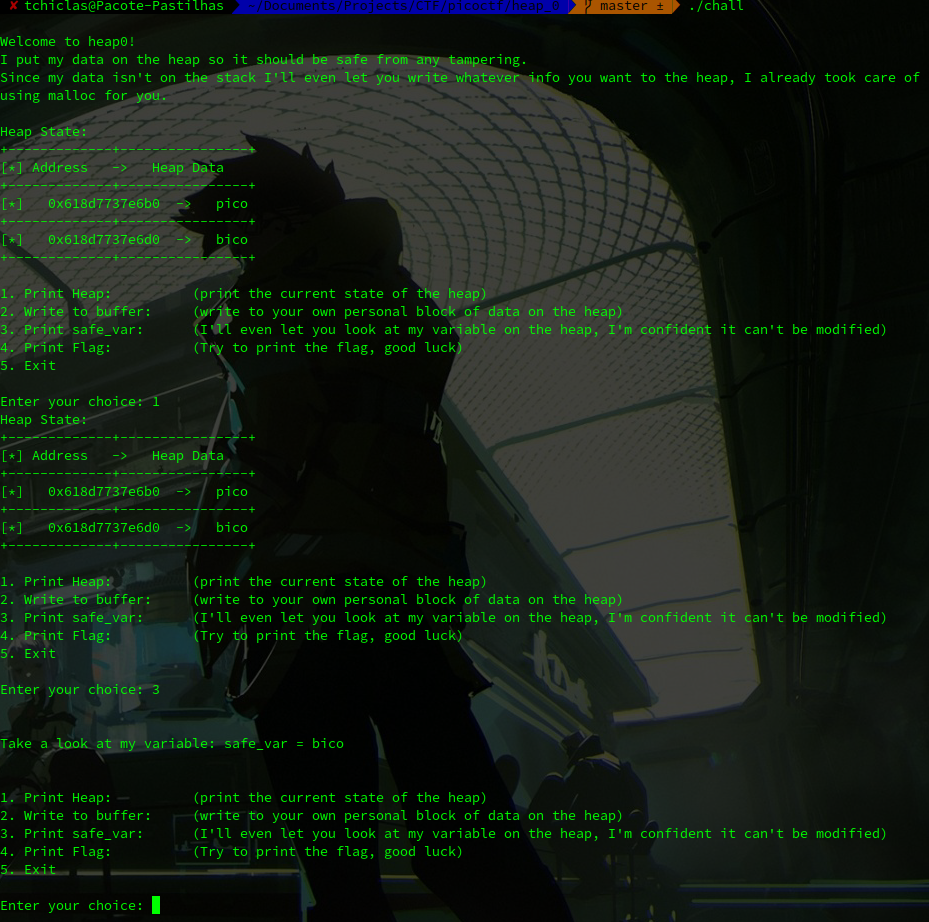 ✘ tchiclas@Pacote-Pastilhas ~/Documents/Projects/CTF/picoctf/heap 0 master ± ./chall
Welcome to heap0!
I put my data on the heap so it should be safe from any tampering.
Since my data isn't on the stack I'll even let you write whatever info you want to the heap, I already took care of
using malloc for you.
Heap State:
+-------------+----------------+
[*] Address   ->   Heap Data
+-------------+----------------+
[*]   0x618d7737e6b0  ->   pico
+-------------+----------------+
[*]   0x618d7737e6d0  ->   bico
+-------------+----------------+
1. Print Heap:          (print the current state of the heap)
2. Write to buffer:     (write to your own personal block of data on the heap)
3. Print safe_var:      (I'll even let you look at my variable on the heap, I'm confident it can't be modified)
4. Print Flag:          (Try to print the flag, good luck)
5. Exit
Enter your choice: 1
Heap State:
+-------------+----------------+
[*] Address   ->   Heap Data
+-------------+----------------+
[*]   0x618d7737e6b0  ->   pico
+-------------+----------------+
[*]   0x618d7737e6d0  ->   bico
+-------------+----------------+
1. Print Heap:          (print the current state of the heap)
2. Write to buffer:     (write to your own personal block of data on the heap)
3. Print safe_var:      (I'll even let you look at my variable on the heap, I'm confident it can't be modified)
4. Print Flag:          (Try to print the flag, good luck)
5. Exit
Enter your choice: 3
Take a look at my variable: safe_var = bico
1. Print Heap:          (print the current state of the heap)
2. Write to buffer:     (write to your own personal block of data on the heap)
3. Print safe_var:      (I'll even let you look at my variable on the heap, I'm confident it can't be modified)
4. Print Flag:          (Try to print the flag, good luck)
5. Exit
Enter your choice: